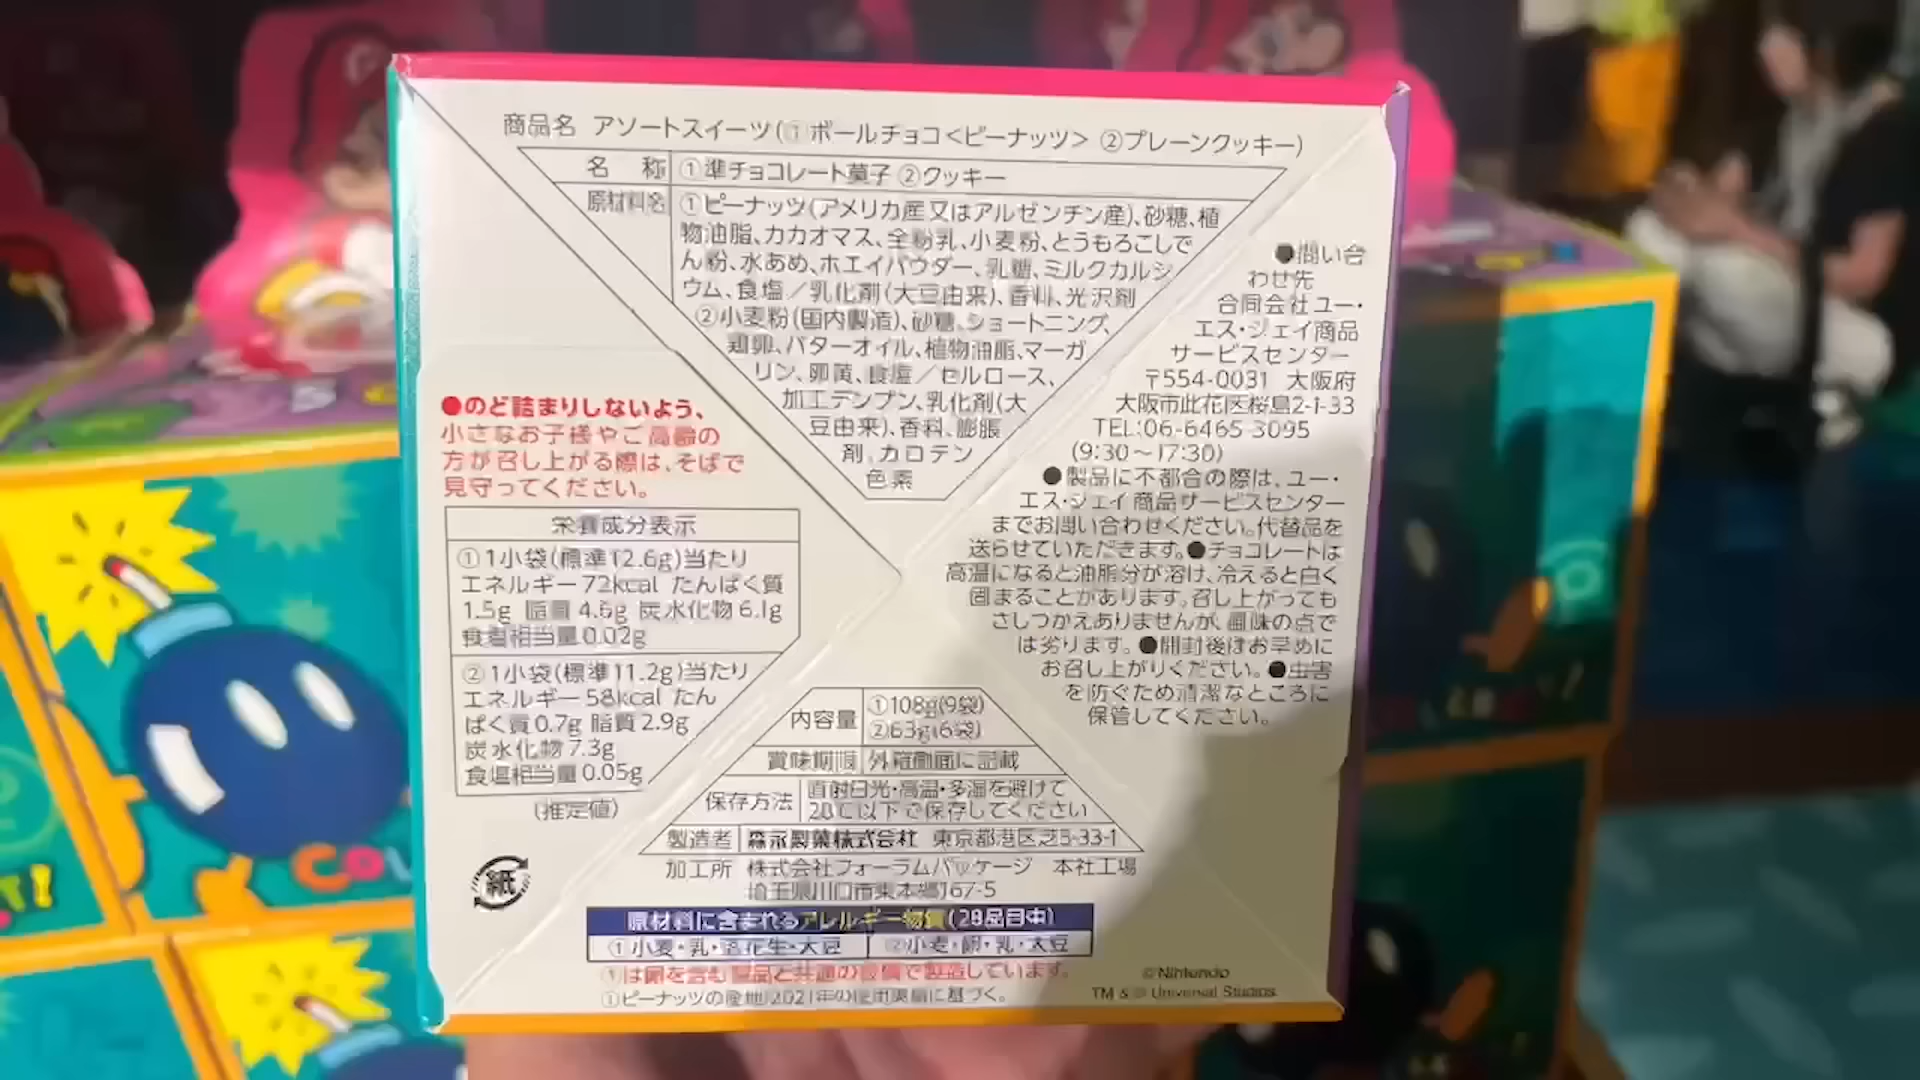 商品名 アソートスイーツ(①ボールチョコ<ピーナッツ> ②プレーンクッキー)
名 称 ①準チョコレート菓子 ②クッキー
原材料名 ①ピーナッツ(アメリカ産又はアルゼンチン産)、砂糖、植
物油脂、カカオマス、全粉乳、小麦粉、とうもろこしで
ん粉、水あめ、ホエイパウダー、乳糖、ミルクカルシ
ウム、食塩/乳化剤(大豆由来)、香料、光沢剤
②小麦粉(国内製造)、砂糖、ショートニング、
鶏卵、バターオイル、植物油脂、マーガ
リン、卵黄、食塩/セルロース、
加工デンプン、乳化剤(大
豆由来)、香料、膨脹
剤、カロテン
色素
●のど詰まりしないよう、
小さなお子様やご高齢の
方が召し上がる際は、そばで
見守ってください。
栄養成分表示
①1小袋(標準12.6g)当たり
エネルギー72kcal たんぱく質
1.5g 脂質 4.6g 炭水化物 6.1g
食塩相当量 0.02g
②1小袋(標準11.2g)当たり
エネルギー58kcal たん
ぱく質 0.7g 脂質 2.9g
炭水化物 7.3g
食塩相当量 0.05g
(推定値)
紙
●問い合
わせ先
合同会社ユー・
エス・ジェイ商品
サービスセンター
〒554-0031 大阪府
大阪市此花区桜島2-1-33
TEL:06-6465-3095
(9:30～17:30)
●製品に不都合の際は、ユー・
エス・ジェイ商品サービスセンター
までお問い合わせください。代替品を
送らせていただきます。●チョコレートは
高温になると油脂分が溶け、冷えると白く
固まることがあります。召し上がっても
さしつかえありませんが、風味の点で
は劣ります。●開封後はお早めに
お召し上がりください。●虫害
を防ぐため清潔なところに
保管してください。
内容量 ①108g(9袋)
②63g(6袋)
賞味期限 外箱側面に記載
保存方法 直射日光・高温・多湿を避けて
28℃以下で保存してください
製造者 森永製菓株式会社 東京都港区芝5-33-1
加工所 株式会社フォーラムパッケージ 本社工場
埼玉県川口市東本郷167-5
原材料に含まれるアレルギー物質(28品目中)
①小麦・乳・落花生・大豆 ②小麦・卵・乳・大豆
①は卵を含む製品と共通の設備で製造しています。
①ピーナッツの産地は2021年の使用実績に基づく。
©Nintendo
TM & © Universal Studios